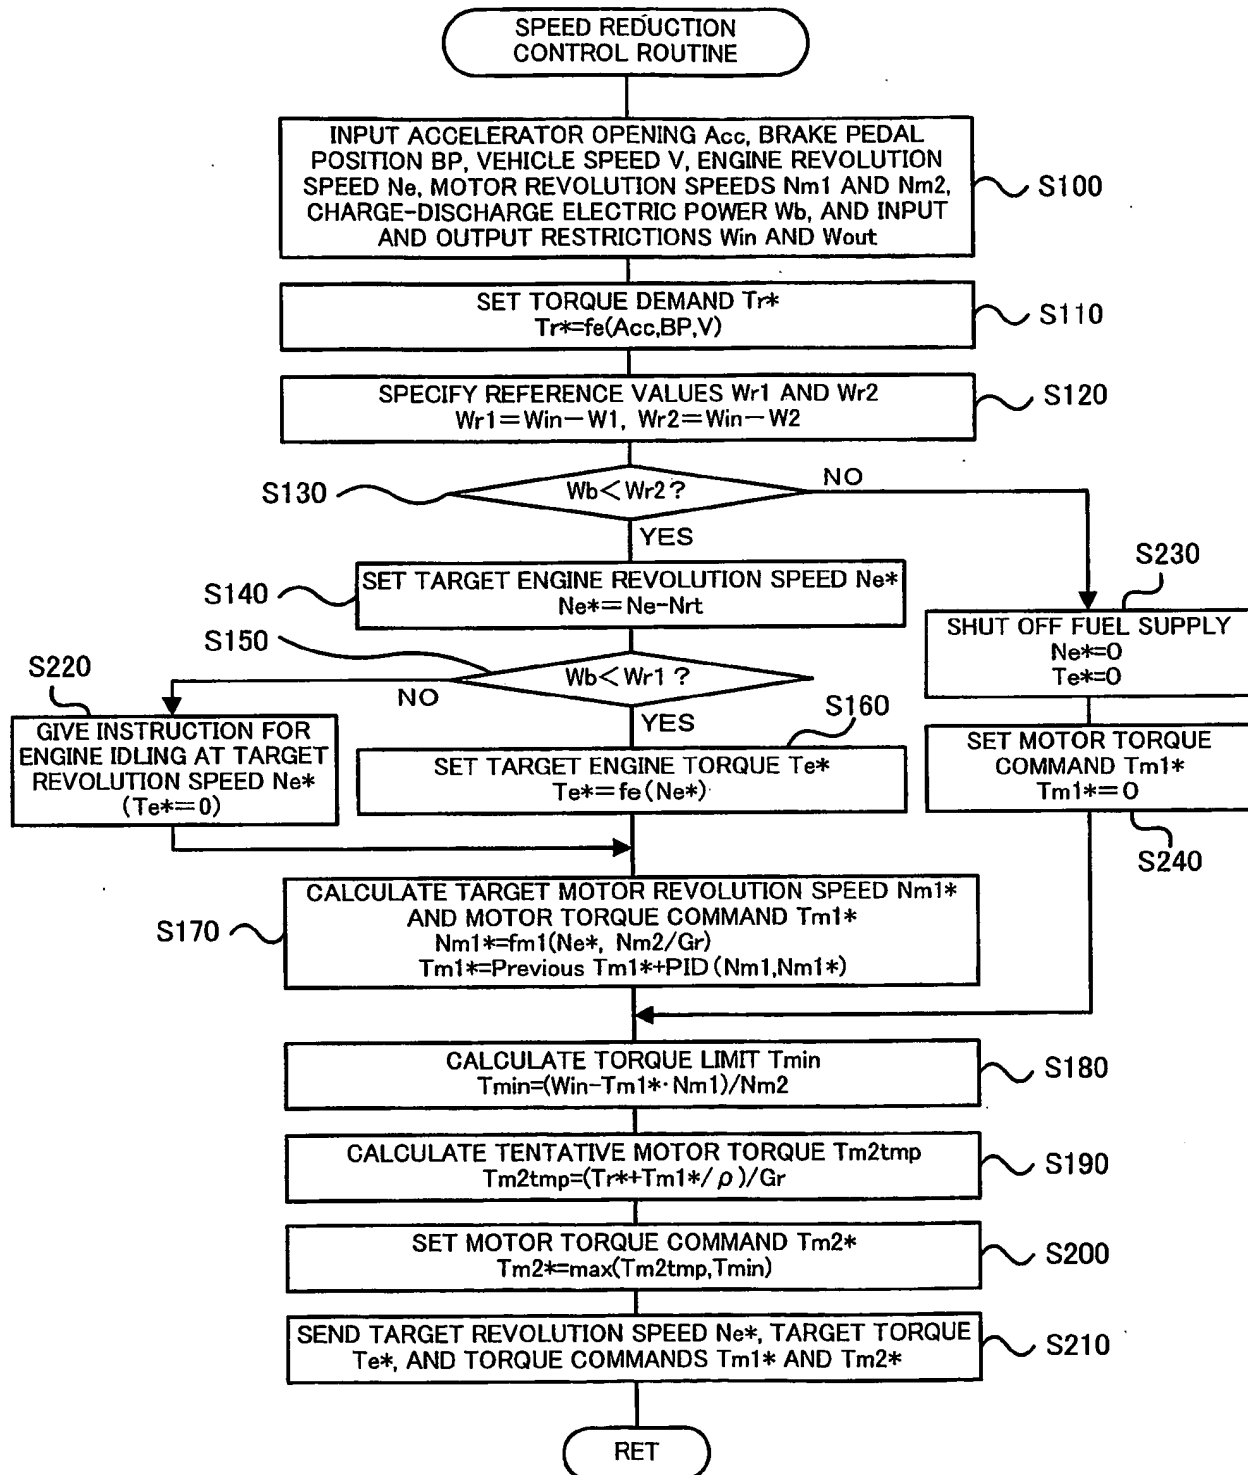 SPEED REDUCTION
CONTROL ROUTINE
INPUT ACCELERATOR OPENING Acc, BRAKE PEDAL
POSITION BP, VEHICLE SPEED V, ENGINE REVOLUTION
SPEED Ne, MOTOR REVOLUTION SPEEDS Nm1 AND Nm2,
CHARGE-DISCHARGE ELECTRIC POWER Wb, AND INPUT
AND OUTPUT RESTRICTIONS Win AND Wout
S100
SET TORQUE DEMAND Tr*
Tr*=fe(Acc,BP,V)
S110
SPECIFY REFERENCE VALUES Wr1 AND Wr2
Wr1=Win-W1, Wr2=Win-W2
S120
S130
Wb<Wr2?
NO
YES
SET TARGET ENGINE REVOLUTION SPEED Ne*
Ne*=Ne-Nrt
S140
S230
SHUT OFF FUEL SUPPLY
Ne*=0
Te*=0
S150
Wb<Wr1?
NO
YES
S220
GIVE INSTRUCTION FOR
ENGINE IDLING AT TARGET
REVOLUTION SPEED Ne*
(Te*=0)
S160
SET TARGET ENGINE TORQUE Te*
Te*=fe(Ne*)
SET MOTOR TORQUE
COMMAND Tm1*
Tm1*=0
S240
S170
CALCULATE TARGET MOTOR REVOLUTION SPEED Nm1*
AND MOTOR TORQUE COMMAND Tm1*
Nm1*=fm1(Ne*, Nm2/Gr)
Tm1*=Previous Tm1*+PID(Nm1,Nm1*)
CALCULATE TORQUE LIMIT Tmin
Tmin=(Win-Tm1*·Nm1)/Nm2
S180
CALCULATE TENTATIVE MOTOR TORQUE Tm2tmp
Tm2tmp=(Tr*+Tm1*/ρ)/Gr
S190
SET MOTOR TORQUE COMMAND Tm2*
Tm2*=max(Tm2tmp,Tmin)
S200
SEND TARGET REVOLUTION SPEED Ne*, TARGET TORQUE
Te*, AND TORQUE COMMANDS Tm1* AND Tm2*
S210
RET